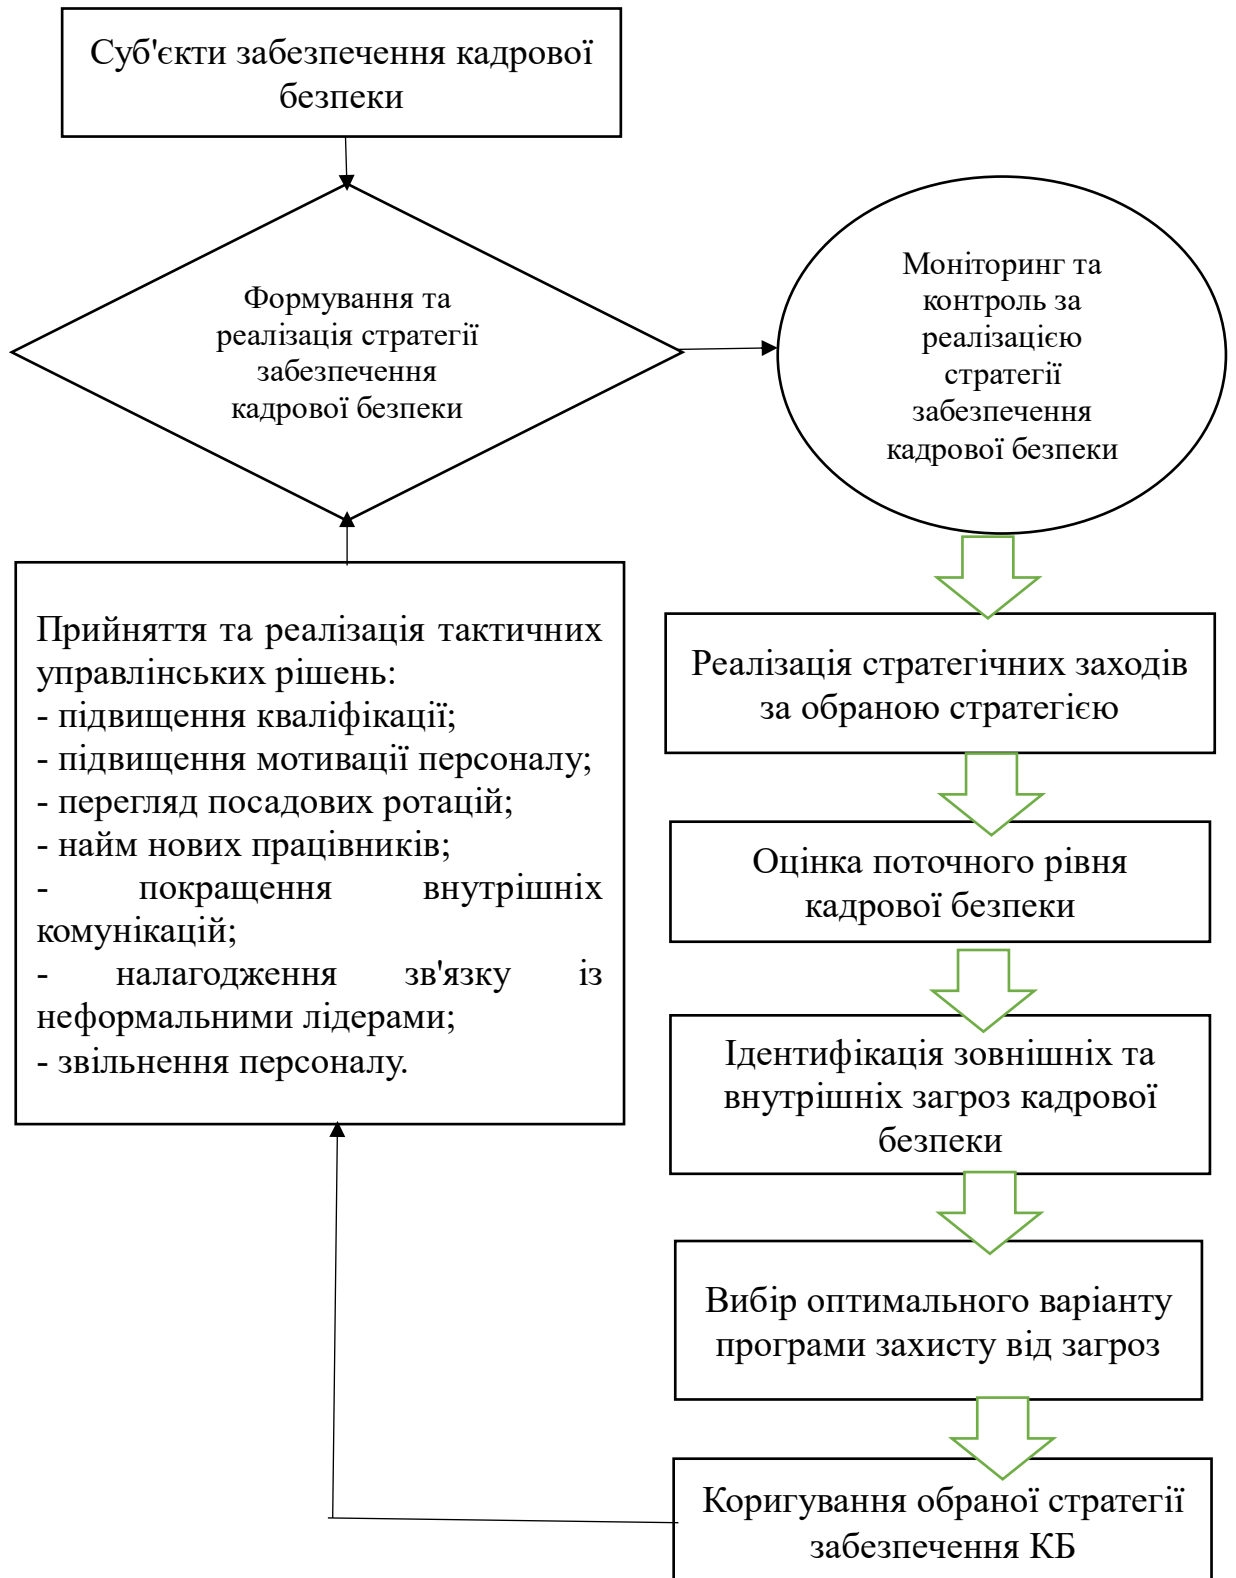 Суб'єкти забезпечення кадрової
безпеки
Формування та
реалізація стратегії
забезпечення
кадрової безпеки
Моніторинг та
контроль за
реалізацією
стратегії
забезпечення
кадрової безпеки
Прийняття та реалізація тактичних
управлінських рішень:
- підвищення кваліфікації;
- підвищення мотивації персоналу;
- перегляд посадових ротацій;
- найм нових працівників;
- покращення внутрішніх
комунікацій;
- налагодження зв'язку із
неформальними лідерами;
- звільнення персоналу.
Реалізація стратегічних заходів
за обраною стратегією
Оцінка поточного рівня
кадрової безпеки
Ідентифікація зовнішніх та
внутрішніх загроз кадрової
безпеки
Вибір оптимального варіанту
програми захисту від загроз
Коригування обраної стратегії
забезпечення КБ